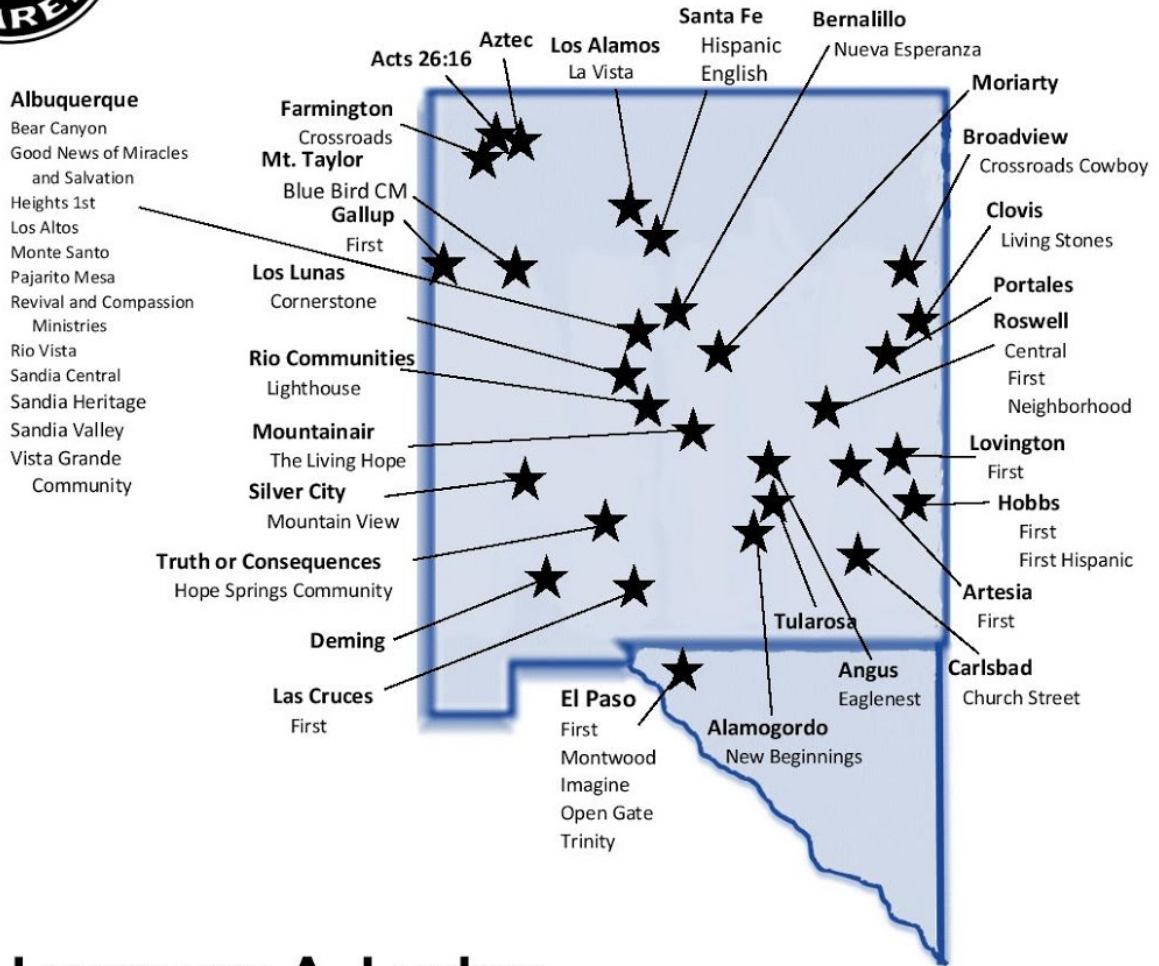 Santa Fe
Hispanic
English
Bernalillo
Nueva Esperanza
Aztec
Los Alamos
La Vista
Acts 26:16
Moriarty
Albuquerque
Bear Canyon
Good News of Miracles
and Salvation
Heights 1st
Los Altos
Monte Santo
Pajarito Mesa
Revival and Compassion
Ministries
Rio Vista
Sandia Central
Sandia Heritage
Sandia Valley
Vista Grande
Community
Farmington
Crossroads
Mt. Taylor
Blue Bird CM
Gallup
First
Los Lunas
Cornerstone
Rio Communities
Lighthouse
Mountainair
The Living Hope
Silver City
Mountain View
Truth or Consequences
Hope Springs Community
Deming
Las Cruces
First
Broadview
Crossroads Cowboy
Clovis
Living Stones
Portales
Roswell
Central
First
Neighborhood
Lovington
First
Hobbs
First
First Hispanic
Artesia
First
Carlsbad
Church Street
Tularosa
Angus
Eaglenest
Alamogordo
New Beginnings
El Paso
First
Montwood
Imagine
Open Gate
Trinity